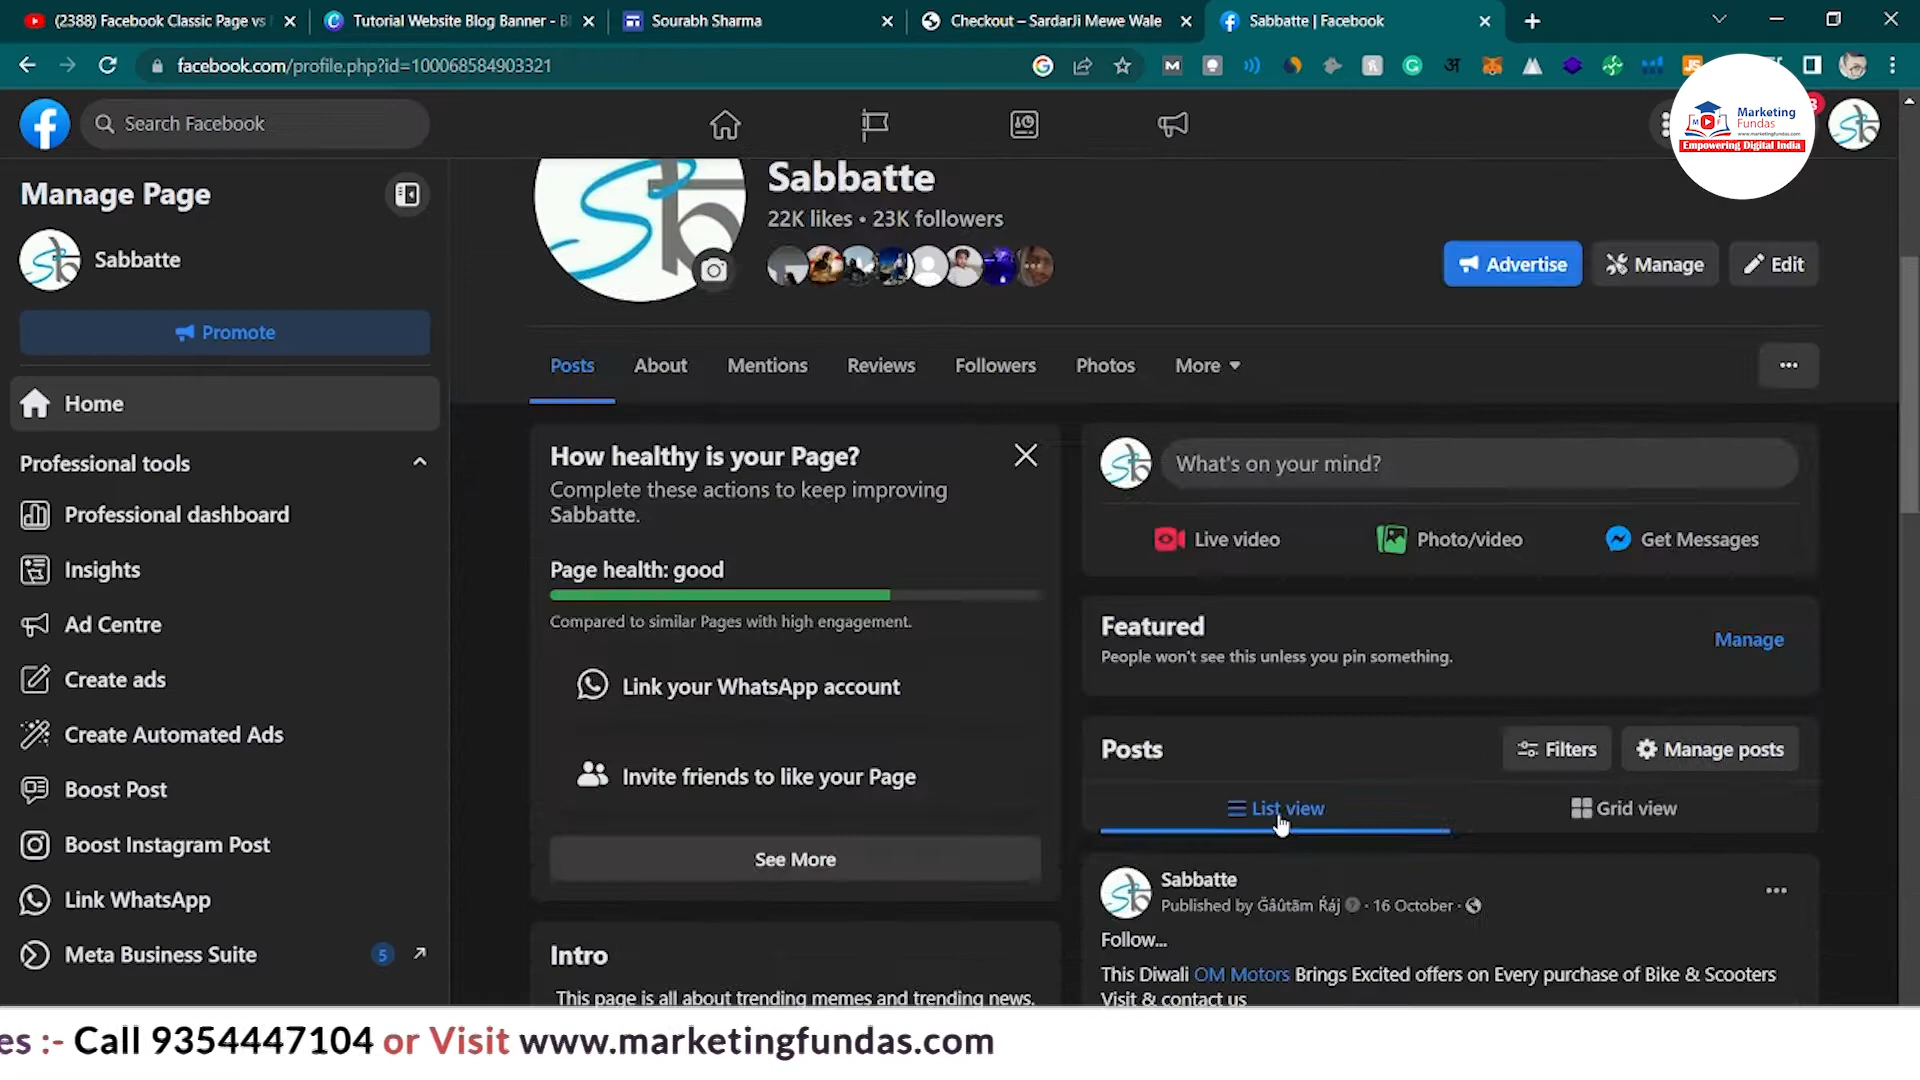 (2388) Facebook Classic Page vs
Tutorial Website Blog Banner - B
Sourabh Sharma
Checkout – SardarJi Mewe Wale
Sabbatte | Facebook
facebook.com/profile.php?id=100068584903321
Search Facebook
Marketing
Fundas
www.marketingfundas.com
Empowering Digital India
Manage Page
Sabbatte
Promote
Home
Professional tools
Professional dashboard
Insights
Ad Centre
Create ads
Create Automated Ads
Boost Post
Boost Instagram Post
Link WhatsApp
Meta Business Suite 5
Sabbatte
22K likes • 23K followers
Advertise
Manage
Edit
Posts
About
Mentions
Reviews
Followers
Photos
More
How healthy is your Page?
Complete these actions to keep improving
Sabbatte.
Page health: good
Compared to similar Pages with high engagement.
Link your WhatsApp account
Invite friends to like your Page
See More
Intro
This page is all about trending memes and trending news.
What's on your mind?
Live video
Photo/video
Get Messages
Featured
People won't see this unless you pin something.
Manage
Posts
Filters
Manage posts
List view
Grid view
Sabbatte
Published by Ğâûtām Ŕáj · 16 October ·
Follow...
This Diwali OM Motors Brings Excited offers on Every purchase of Bike & Scooters
Visit & contact us
es :- Call 9354447104 or Visit www.marketingfundas.com